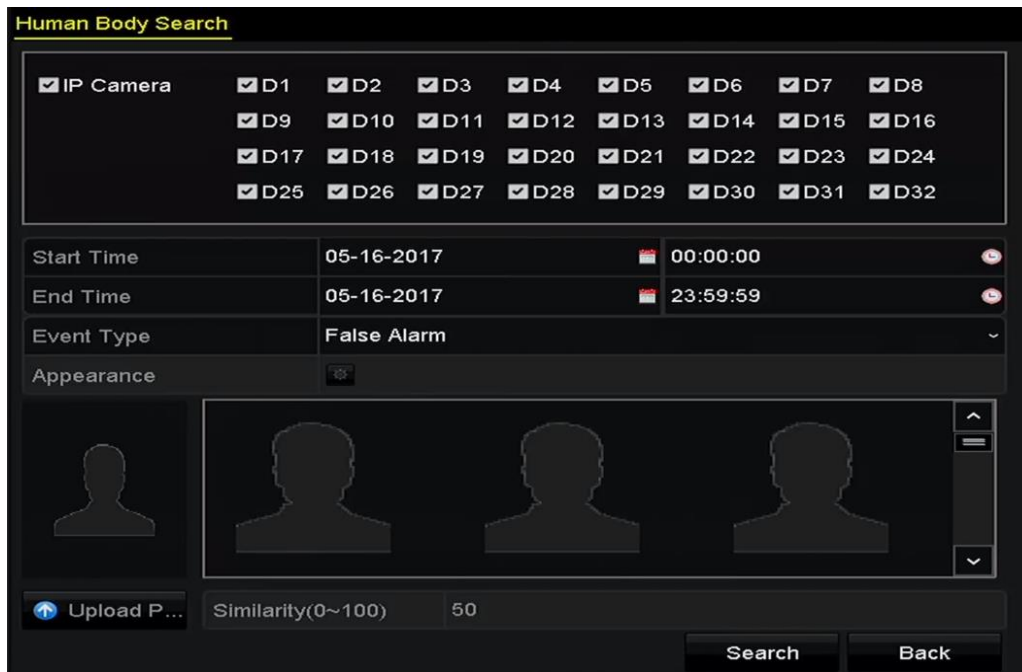 Human Body Search
IP Camera D1 D2 D3 D4 D5 D6 D7 D8
D9 D10 D11 D12 D13 D14 D15 D16
D17 D18 D19 D20 D21 D22 D23 D24
D25 D26 D27 D28 D29 D30 D31 D32
Start Time 05-16-2017 00:00:00
End Time 05-16-2017 23:59:59
Event Type False Alarm
Appearance
Upload P... Similarity(0~100) 50
Search Back